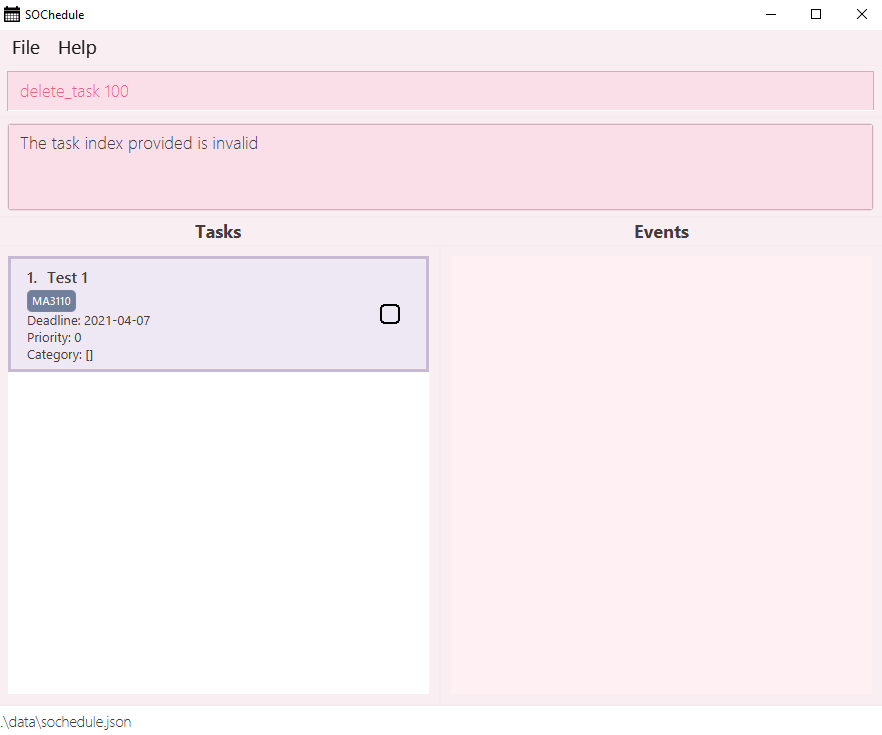 SOChedule
File Help
delete_task 100
The task index provided is invalid
Tasks
Events
1. Test 1
MA3110
Deadline: 2021-04-07
Priority: 0
Category: []
.\data\sochedule.json